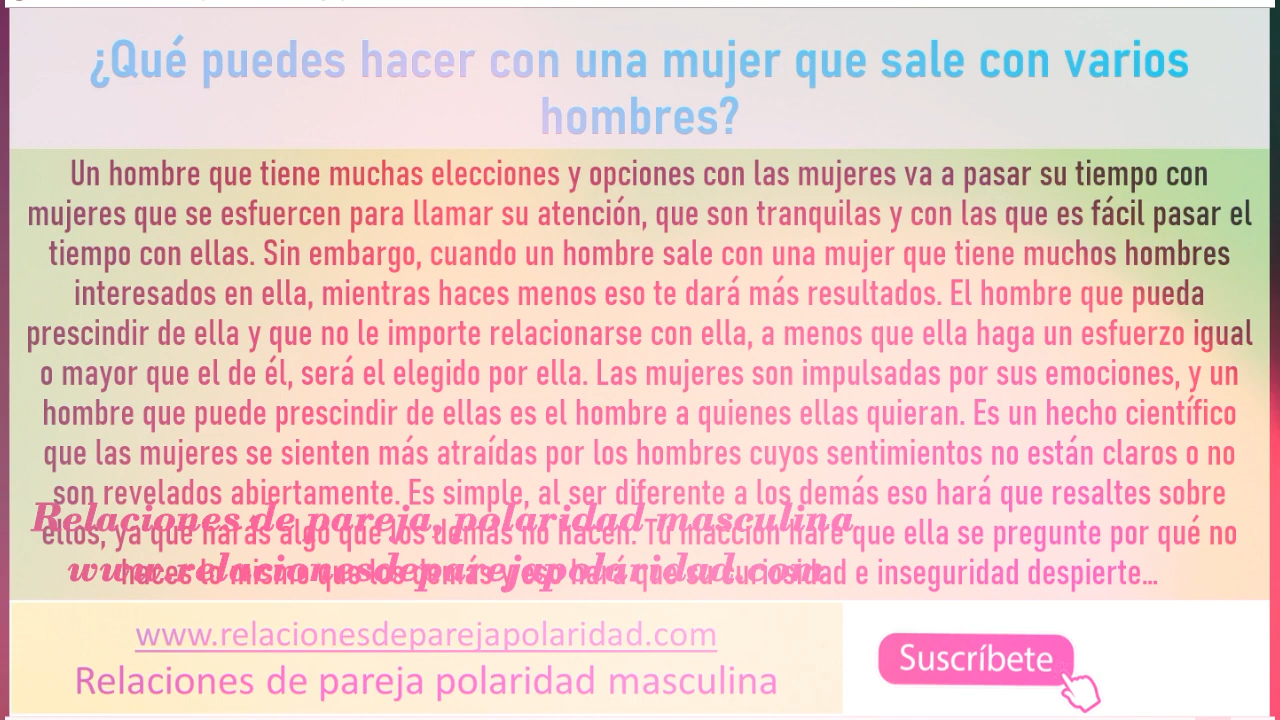 ¿Qué puedes hacer con una mujer que sale con varios
hombres?
Un hombre que tiene muchas elecciones y opciones con las mujeres va a pasar su tiempo con
mujeres que se esfuercen para llamar su atención, que son tranquilas y con las que es fácil pasar el
tiempo con ellas. Sin embargo, cuando un hombre sale con una mujer que tiene muchos hombres
interesados en ella, mientras haces menos eso te dará más resultados. El hombre que pueda
prescindir de ella y que no le importe relacionarse con ella, a menos que ella haga un esfuerzo igual
o mayor que el de él, será el elegido por ella. Las mujeres son impulsadas por sus emociones, y un
hombre que puede prescindir de ellas es el hombre a quienes ellas quieran. Es un hecho científico
que las mujeres se sienten más atraídas por los hombres cuyos sentimientos no están claros o no
son revelados abiertamente. Es simple, al ser diferente a los demás eso hará que resaltes sobre
Relaciones de pareja, polaridad masculina
ellos, ya que harás algo que los demás no hacen. Tu inacción hará que ella se pregunte por qué no
www.relacionesdeparejapolaridad.com
que su curiosidad e inseguridad despierte...
www.relacionesdeparejapolaridad.com
Relaciones de pareja polaridad masculina
Suscríbete